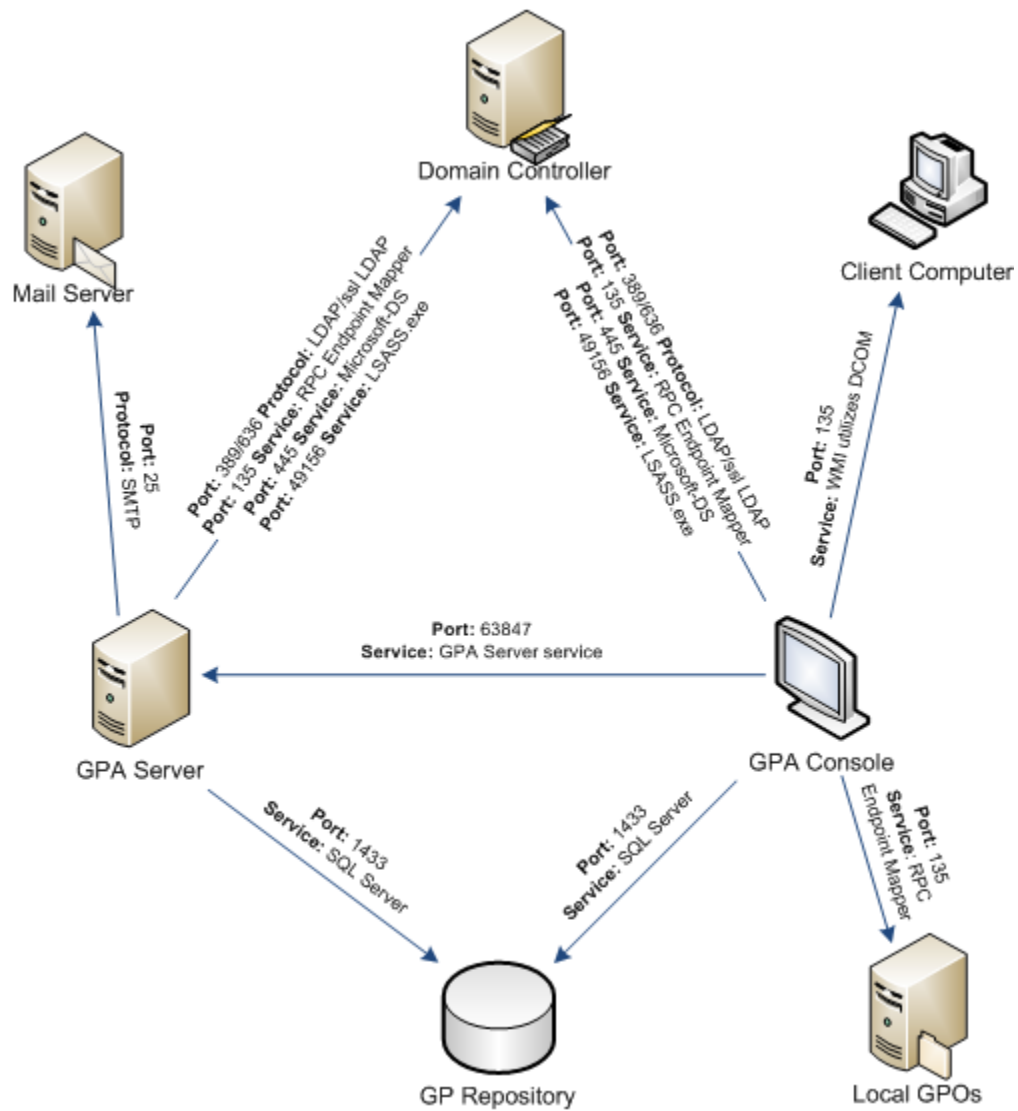 Domain Controller
Mail Server
Client Computer
Port: 389/636 Protocol: LDAP/ssl LDAP
Port: 135 Service: RPC Endpoint Mapper
Port: 445 Service: Microsoft-DS
Port: 49156 Service: LSASS.exe
Port: 389/636 Protocol: LDAP/ssl LDAP
Port: 135 Service: RPC Endpoint Mapper
Port: 445 Service: Microsoft-DS
Port: 49156 Service: LSASS.exe
Port: 135
Service: WMI utilizes DCOM
Port: 25
Protocol: SMTP
Port: 63847
Service: GPA Server service
GPA Server
GPA Console
Port: 1433
Service: SQL Server
Port: 1433
Service: SQL Server
Port: 135
Service: RPC
Endpoint Mapper
GP Repository
Local GPOs